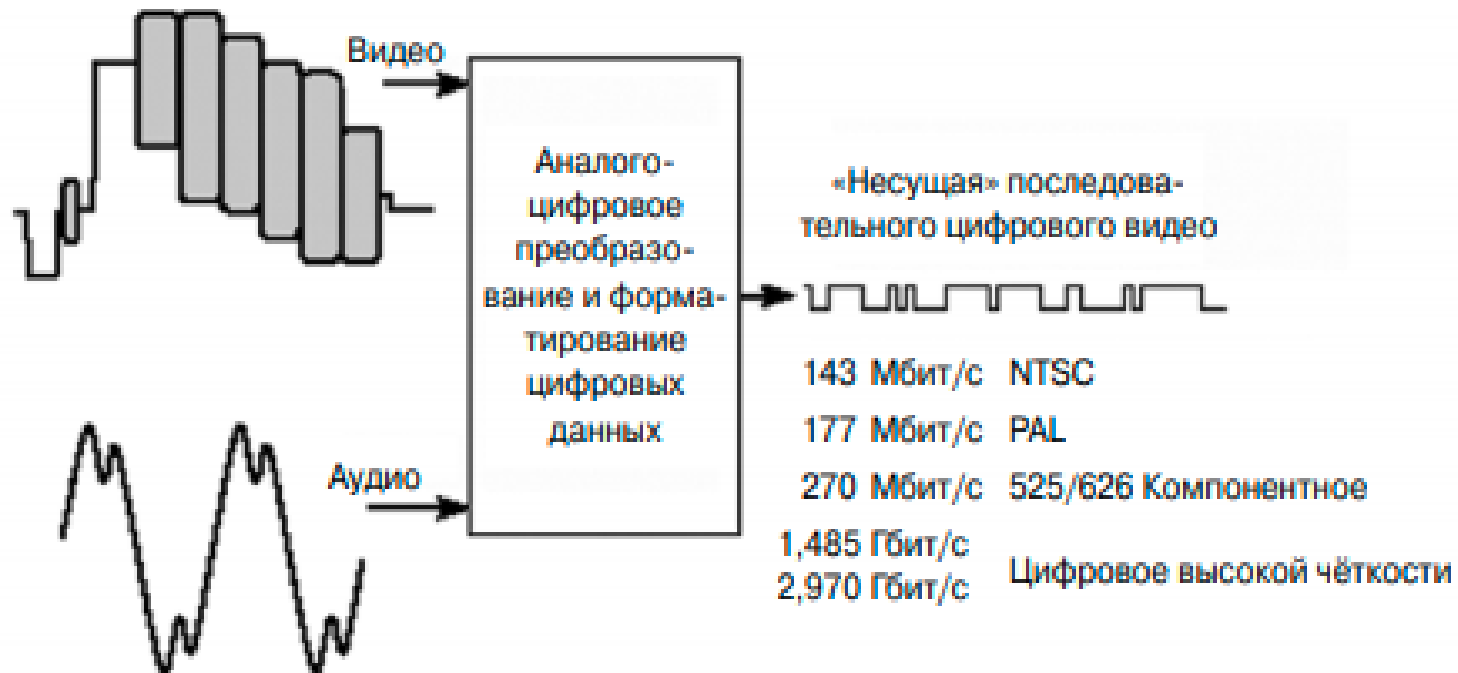 Видео
Аналого-
цифровое
преобразо-
вание и форма-
тирование
цифровых
данных
Аудио
«Несущая» последова-
тельного цифрового видео
143 Мбит/с NTSC
177 Мбит/с PAL
270 Мбит/с 525/626 Компонентное
1,485 Гбит/с
2,970 Гбит/с
Цифровое высокой чёткости